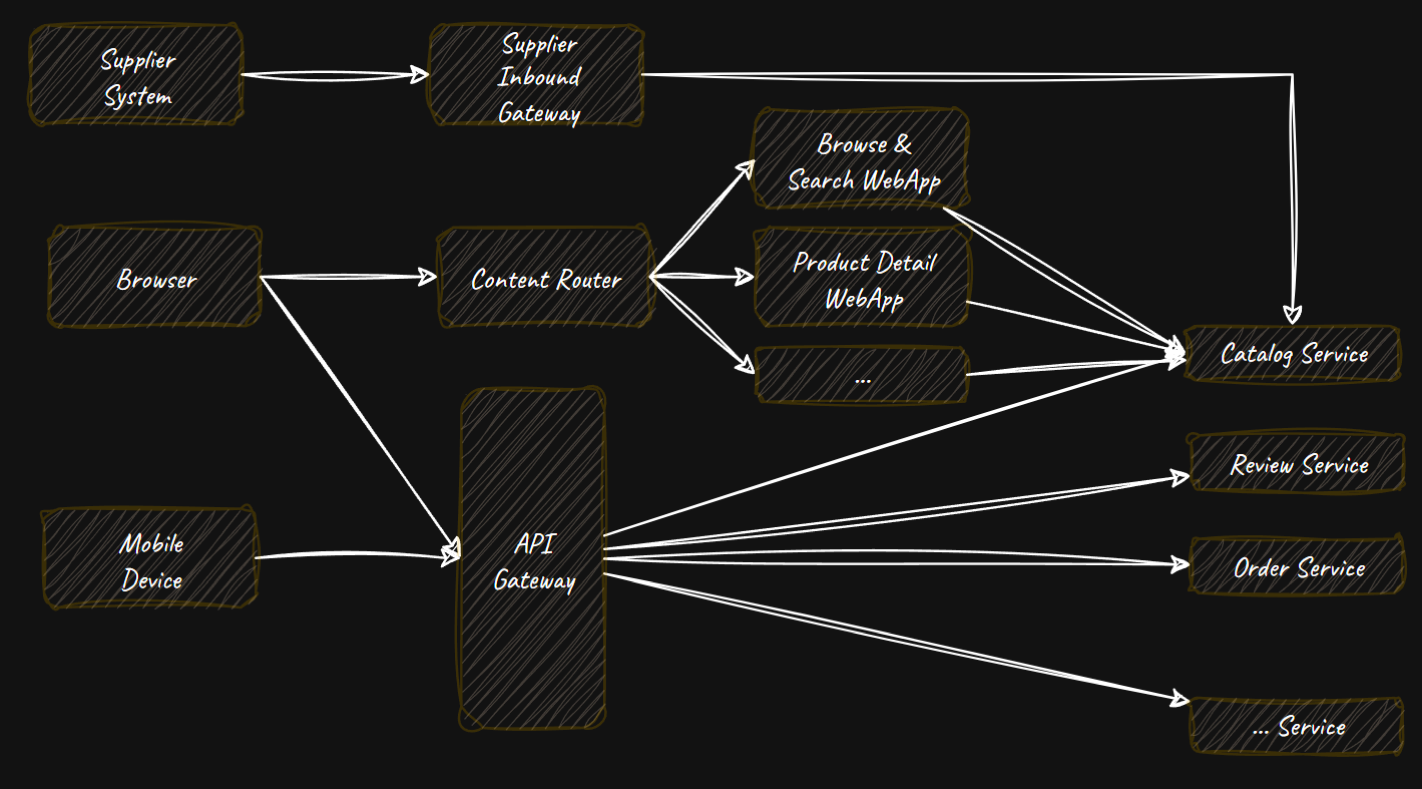 Supplier
System
Supplier
Inbound
Gateway
Browse &
Search WebApp
Browser
Content Router
Product Detail
WebApp
...
Catalog Service
Review Service
Mobile
Device
API
Gateway
Order Service
... Service